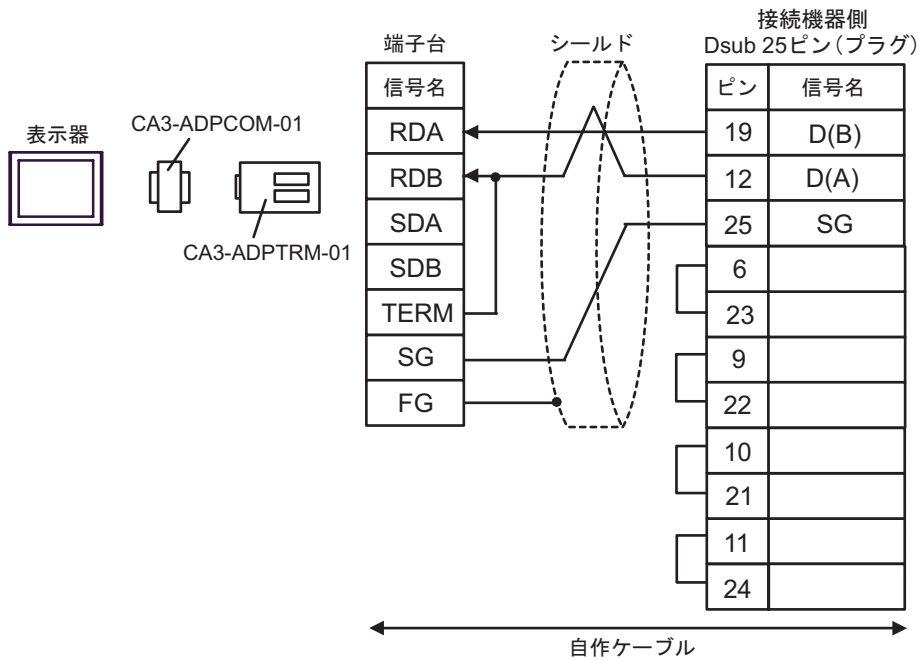 接続機器側
端子台
シールド
Dsub 25ピン（プラグ）
信号名
ピン
信号名
表示器
CA3-ADPCOM-01
CA3-ADPTRM-01
RDA
19
D(B)
RDB
12
D(A)
SDA
25
SG
SDB
6
TERM
23
SG
9
FG
22
10
21
11
24
自作ケーブル